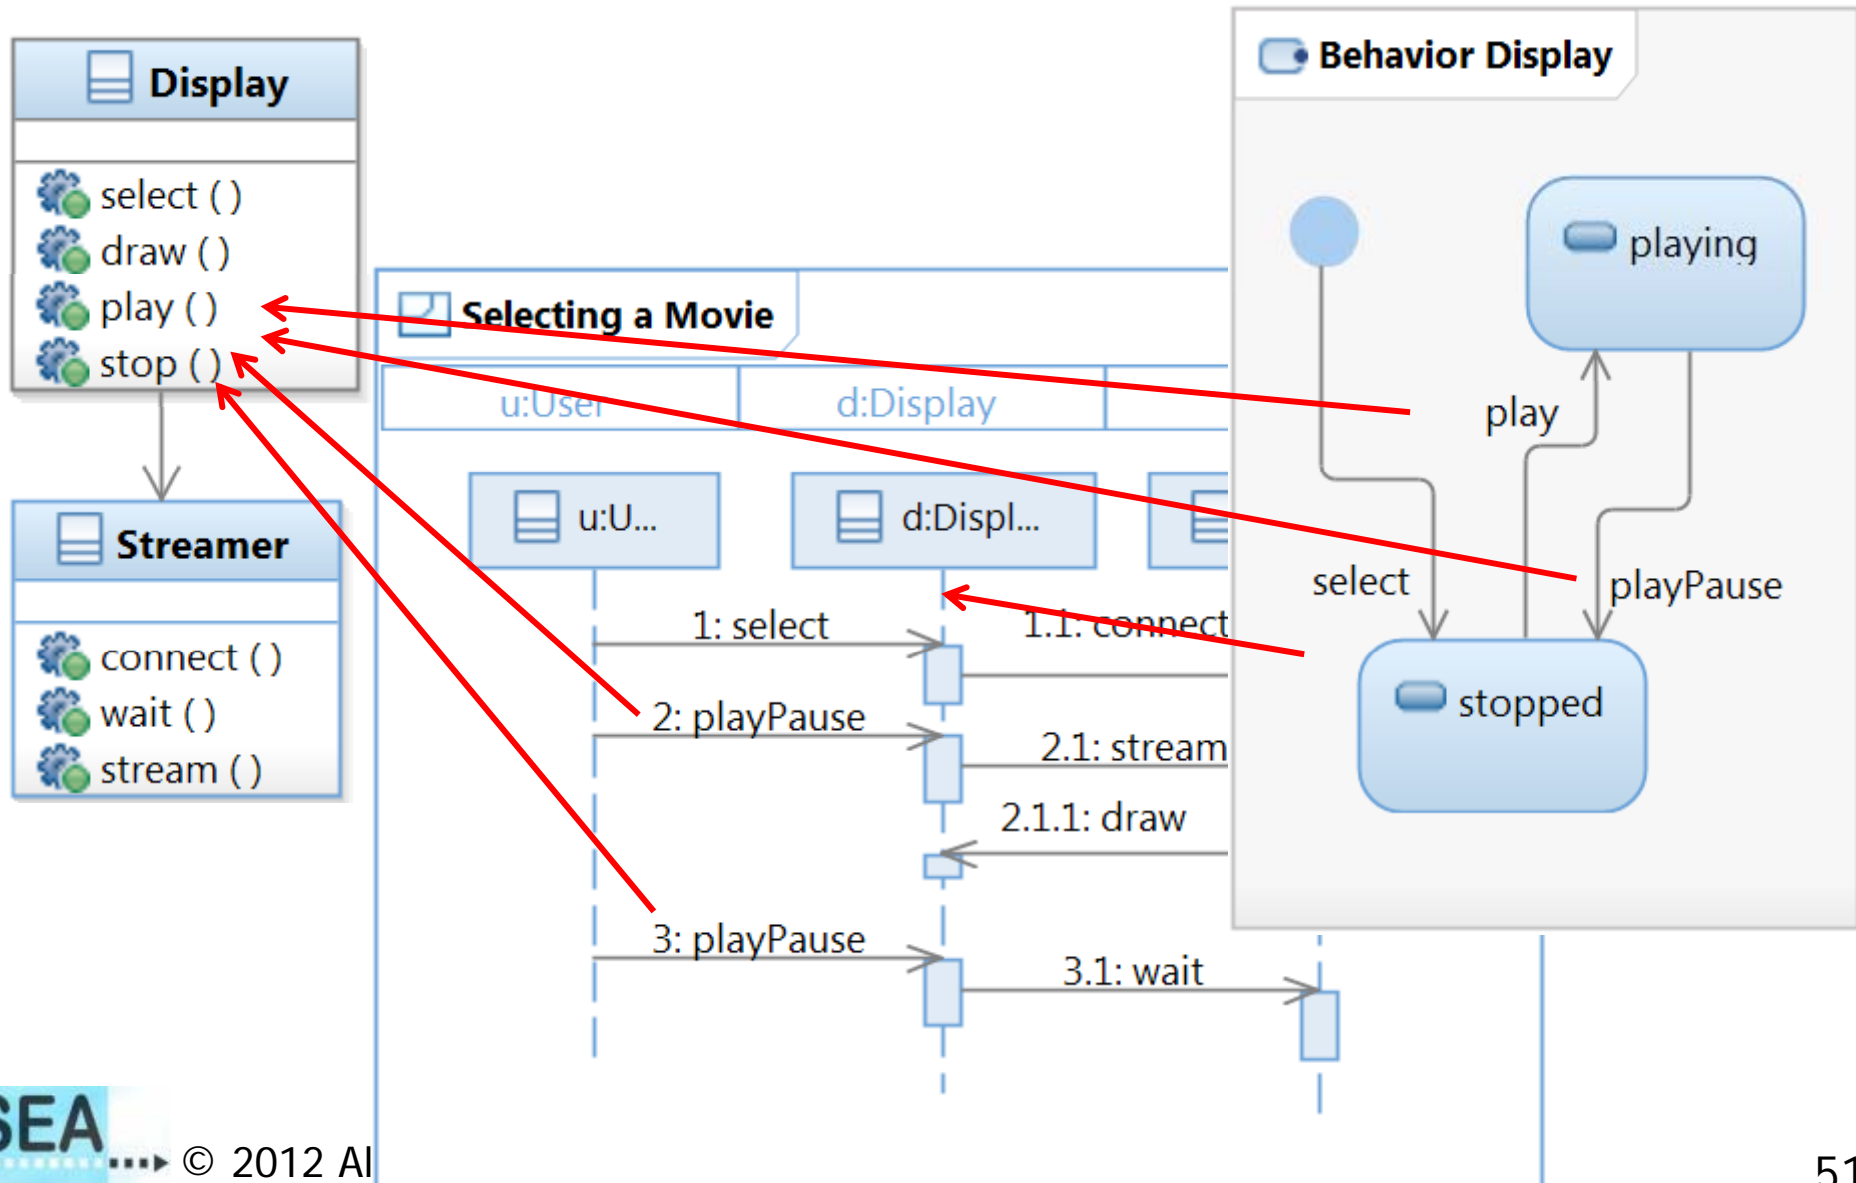 Display
select ( )
draw ( )
play ( )
stop ( )
Streamer
connect ( )
wait ( )
stream ( )
Selecting a Movie
u:User
d:Display
u:U...
d:Displ...
1: select
1.1: connect
2: playPause
2.1: stream
2.1.1: draw
3: playPause
3.1: wait
Behavior Display
playing
play
select
playPause
stopped
SEA
© 2012 Al
51